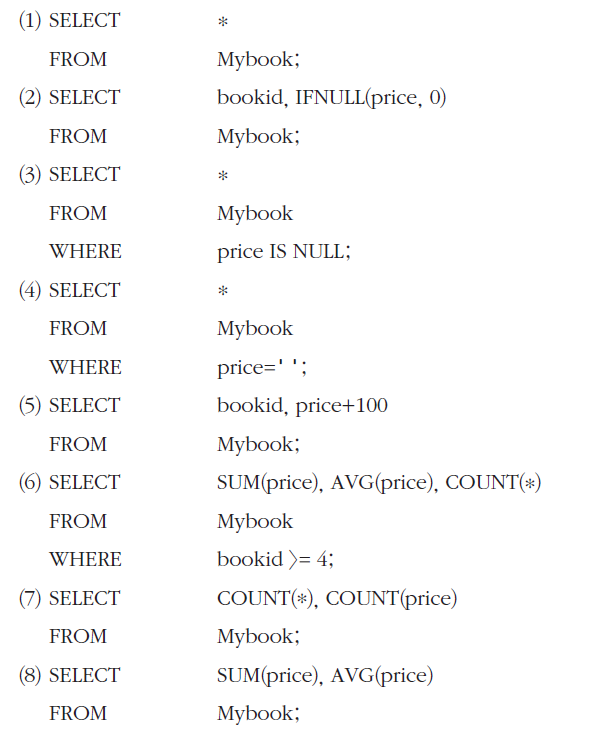 (1) SELECT *
FROM Mybook;
(2) SELECT bookid, IFNULL(price, 0)
FROM Mybook;
(3) SELECT *
FROM Mybook
WHERE price IS NULL;
(4) SELECT *
FROM Mybook
WHERE price=' ';
(5) SELECT bookid, price+100
FROM Mybook;
(6) SELECT SUM(price), AVG(price), COUNT(*)
FROM Mybook
WHERE bookid >= 4;
(7) SELECT COUNT(*), COUNT(price)
FROM Mybook;
(8) SELECT SUM(price), AVG(price)
FROM Mybook;